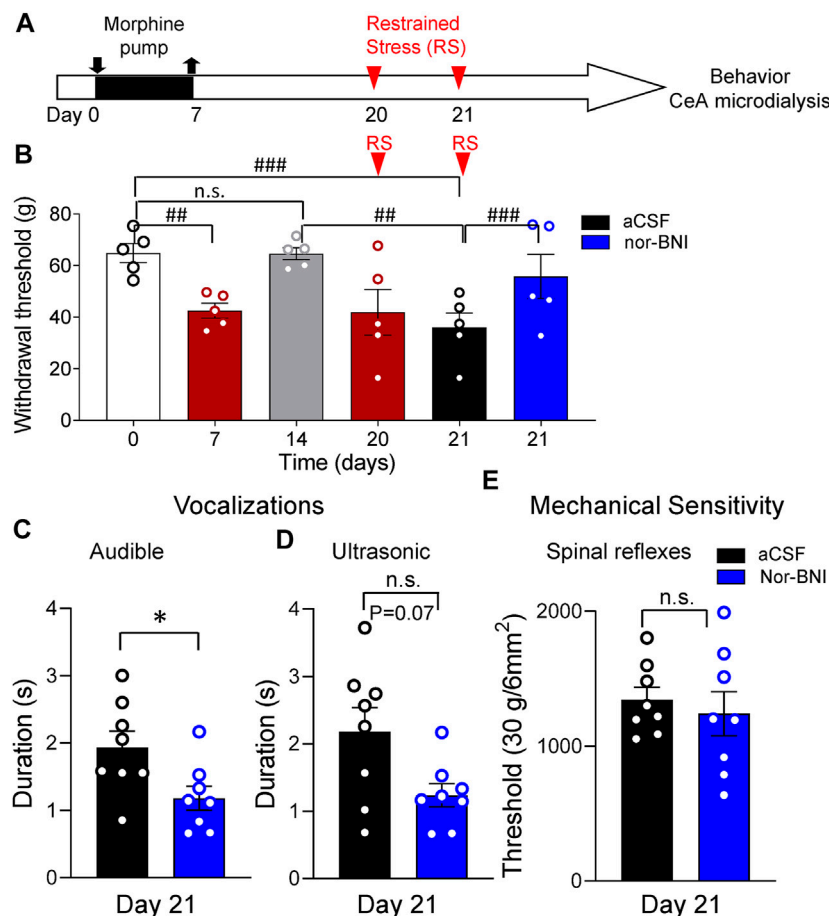 A
Morphine
pump
Restrained
Stress (RS)
Day 0
7
20
21
Behavior
CeA microdialysis
B
RS
RS
###
n.s.
##
##
###
aCSF
nor-BNI
Withdrawal threshold (g)
80
60
40
20
0
0
7
14
20
21
21
Time (days)
Vocalizations
E
Mechanical Sensitivity
C
Audible
D
Ultrasonic
Spinal reflexes
aCSF
Nor-BNI
*
n.s.
P=0.07
n.s.
Duration (s)
4
3
2
1
0
Day 21
Duration (s)
4
3
2
1
0
Day 21
Threshold (30 g/6mm²)
2000
1000
0
Day 21